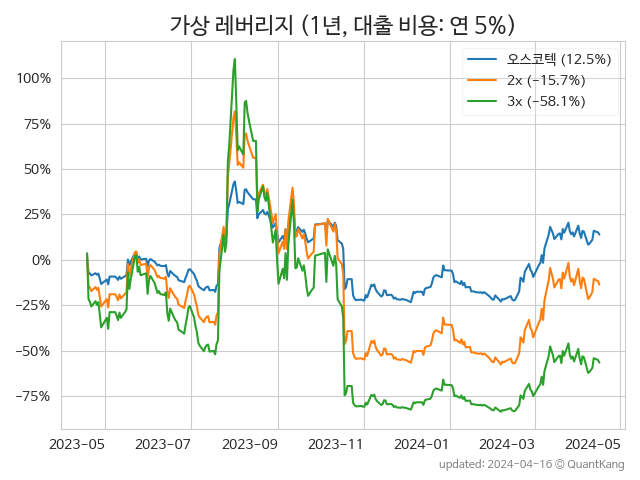 가상 레버리지 (1년, 대출 비용: 연 5%)
오스코텍 (12.5%)
2x (−15.7%)
3x (−58.1%)
100%
75%
50%
25%
0%
−25%
−50%
−75%
2023-05 2023-07 2023-09 2023-11 2024-01 2024-03 2024-05
updated: 2024-04-16 © QuantKang